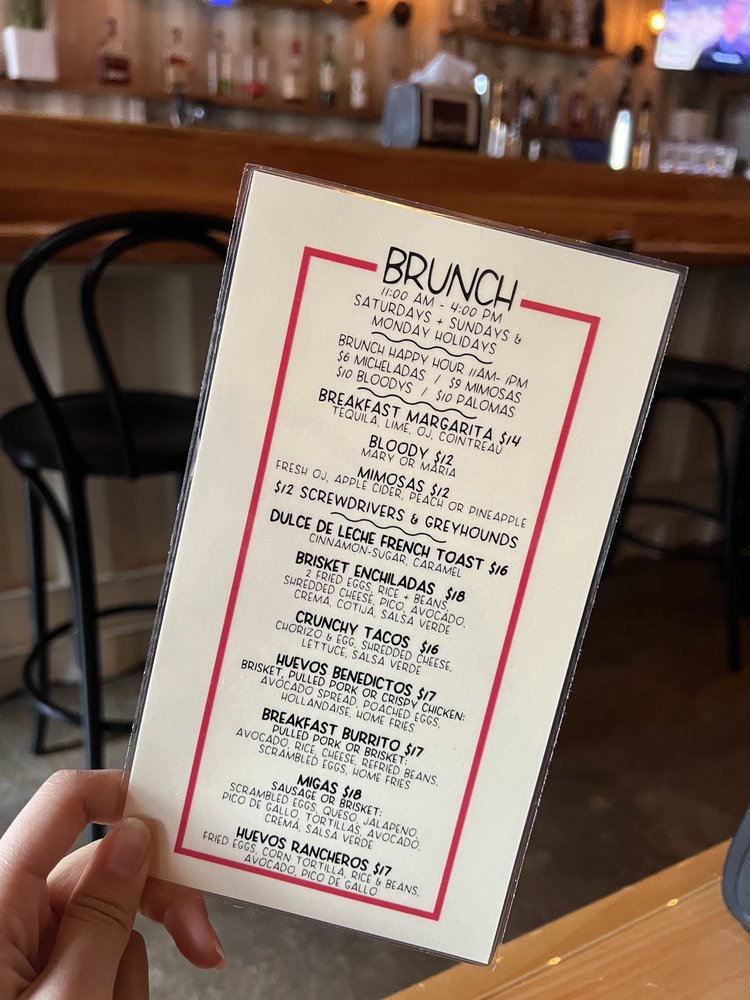 BRUNCH
11:00 AM - 4:00 PM
SATURDAYS + SUNDAYS &
MONDAY HOLIDAYS
BRUNCH HAPPY HOUR 11AM- 1PM
$6 MICHELADAS / $9 MIMOSAS
$10 BLOODYS / $10 PALOMAS
BREAKFAST MARGARITA $14
TEQUILA, LIME, OJ, COINTREAU
BLOODY $12
MARY OR MARIA
MIMOSAS $12
FRESH OJ, APPLE CIDER, PEACH OR PINEAPPLE
$12 SCREWDRIVERS & GREYHOUNDS
DULCE DE LECHE FRENCH TOAST $16
CINNAMON-SUGAR, CARAMEL
BRISKET ENCHILADAS $18
2 FRIED EGGS, RICE + BEANS,
SHREDDED CHEESE, PICO, AVOCADO,
CREMA, COTIJA, SALSA VERDE
CRUNCHY TACOS $16
CHORIZO & EGG, SHREDDED CHEESE,
LETTUCE, SALSA VERDE
HUEVOS BENEDICTOS $17
BRISKET, PULLED PORK OR CRISPY CHICKEN:
AVOCADO SPREAD, POACHED EGGS,
HOLLANDAISE, HOME FRIES
BREAKFAST BURRITO $17
PULLED PORK OR BRISKET:
AVOCADO, RICE, CHEESE, REFRIED BEANS,
SCRAMBLED EGGS, HOME FRIES
MIGAS $18
SAUSAGE OR BRISKET:
SCRAMBLED EGGS, QUESO, JALAPENO,
PICO DE GALLO, TORTILLAS, AVOCADO,
CREMA, SALSA VERDE
HUEVOS RANCHEROS $17
FRIED EGGS, CORN TORTILLA, RICE & BEANS,
AVOCADO, PICO DE GALLO